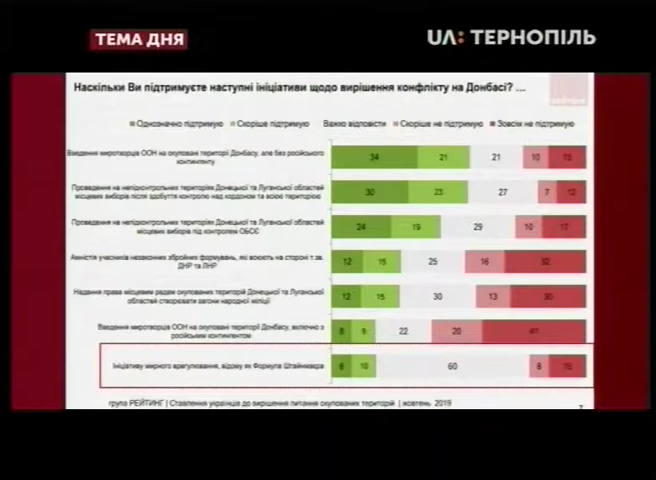 ТЕМА ДНЯ
UA: ТЕРНОПІЛЬ
Наскільки Ви підтримуєте наступні ініціативи щодо вирішення конфлікту на Донбасі? ...
Однозначно підтримую Скоріше підтримую Важко відповісти Скоріше не підтримую Зовсім не підтримую
Введення миротворців ООН на окуповані території Донбасу, але без російського
контингенту
34 21 21 10 15
Проведення на непідконтрольних територіях Донецької та Луганської областей
місцевих виборів після здобуття контролю над кордоном та всією територією
30 23 27 7 12
Проведення на непідконтрольних територіях Донецької та Луганської областей
місцевих виборів під контролем ОБСЄ
24 19 29 10 17
Амністія учасників незаконних збройних формувань, які воюють на стороні т.зв.
ДНР та ЛНР
12 15 25 16 32
Надання права місцевим радам окупованих територій Донецької та Луганської
областей створювати загони народної міліції
12 15 30 13 30
Введення миротворців ООН на окуповані території Донбасу, включно з
російським контингентом
8 9 22 20 41
Ініціативу мирного врегулювання, відому як Формула Штайнмаєра
8 10 60 8 15
група РЕЙТИНГ | Ставлення українців до вирішення питання окупованих територій | жовтень 2019
7